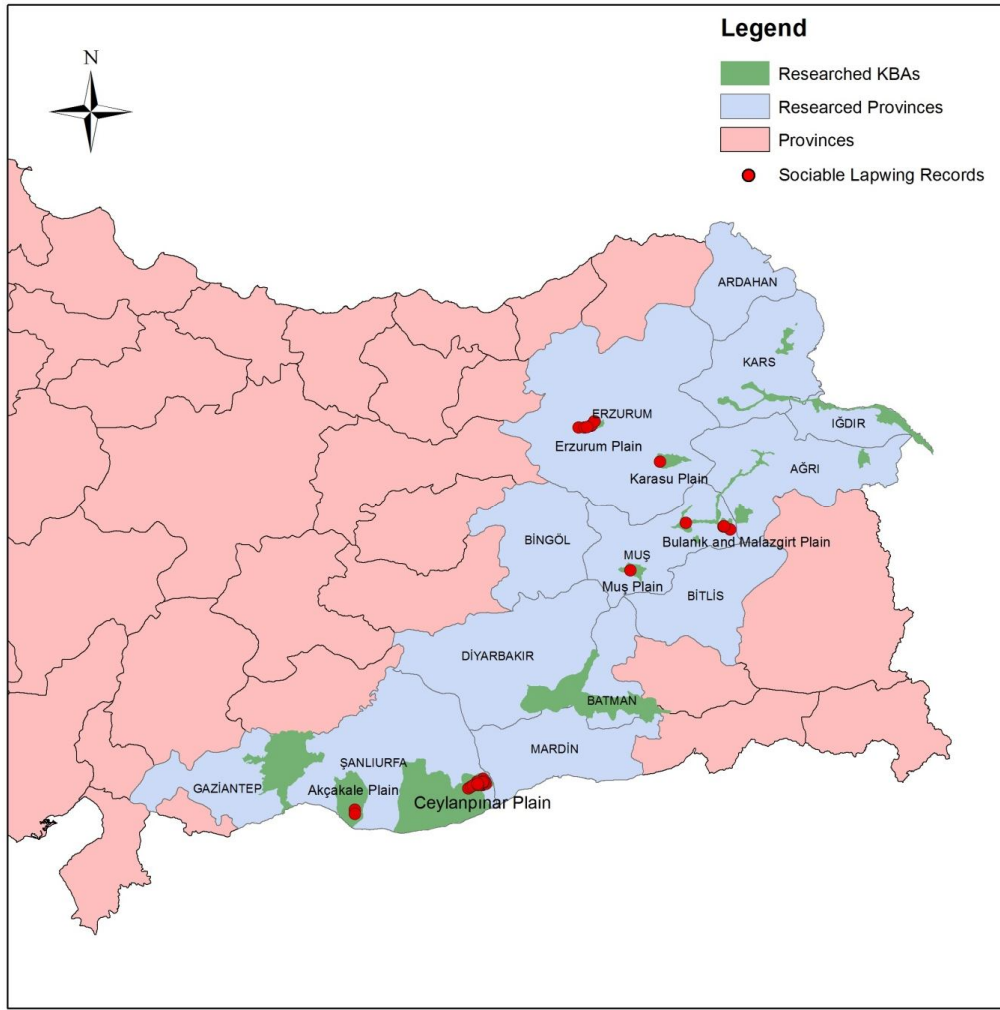 Legend
N
Researched KBAs
Researced Provinces
Provinces
Sociable Lapwing Records
ARDAHAN
KARS
ERZURUM
IĞDIR
Erzurum Plain
AĞRI
Karasu Plain
BİNGÖL
Bulanık and Malazgirt Plain
MUŞ
Muş Plain
BİTLİS
DİYARBAKIR
BATMAN
MARDİN
ŞANLIURFA
GAZİANTEP
Akçakale Plain
Ceylanpınar Plain